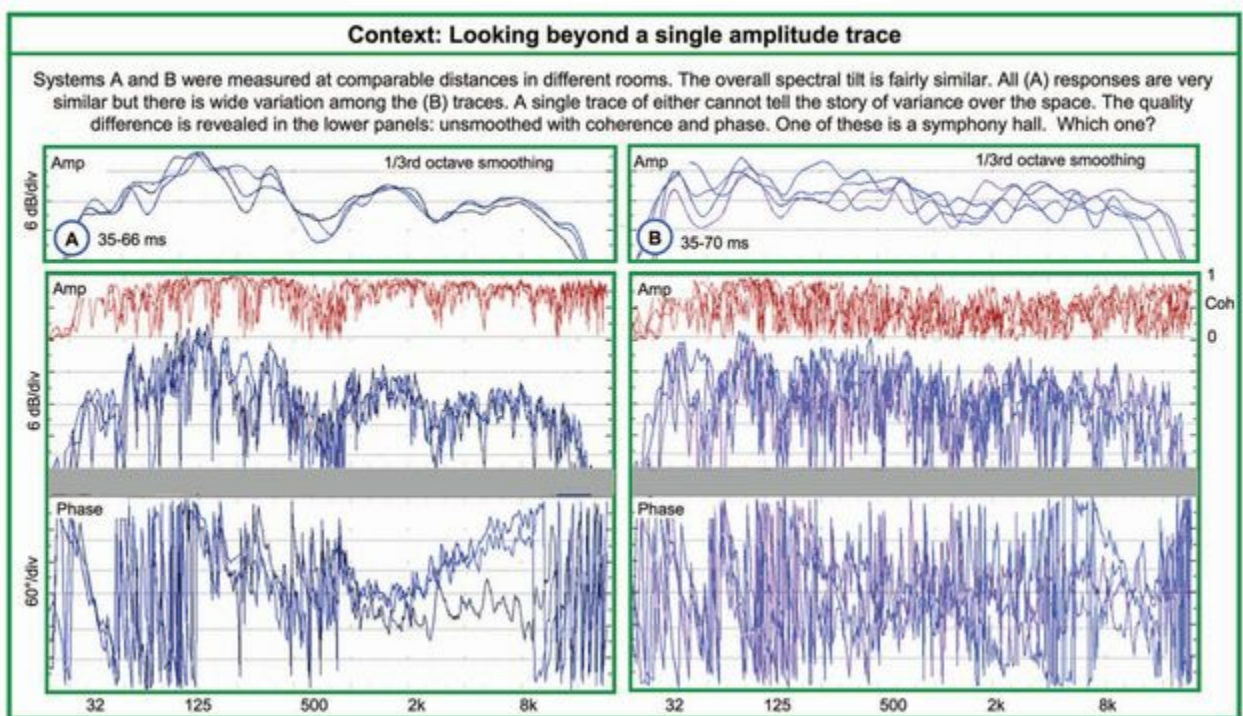 Context: Looking beyond a single amplitude trace
Systems A and B were measured at comparable distances in different rooms. The overall spectral tilt is fairly similar. All (A) responses are very
similar but there is wide variation among the (B) traces. A single trace of either cannot tell the story of variance over the space. The quality
difference is revealed in the lower panels: unsmoothed with coherence and phase. One of these is a symphony hall. Which one?
Amp 1/3rd octave smoothing
6 dB/div
A 35-66 ms
Amp 1/3rd octave smoothing
B 35-70 ms
Amp
6 dB/div
Amp
1
Coh
0
Phase
60°/div
Phase
32 125 500 2k 8k
32 125 500 2k 8k